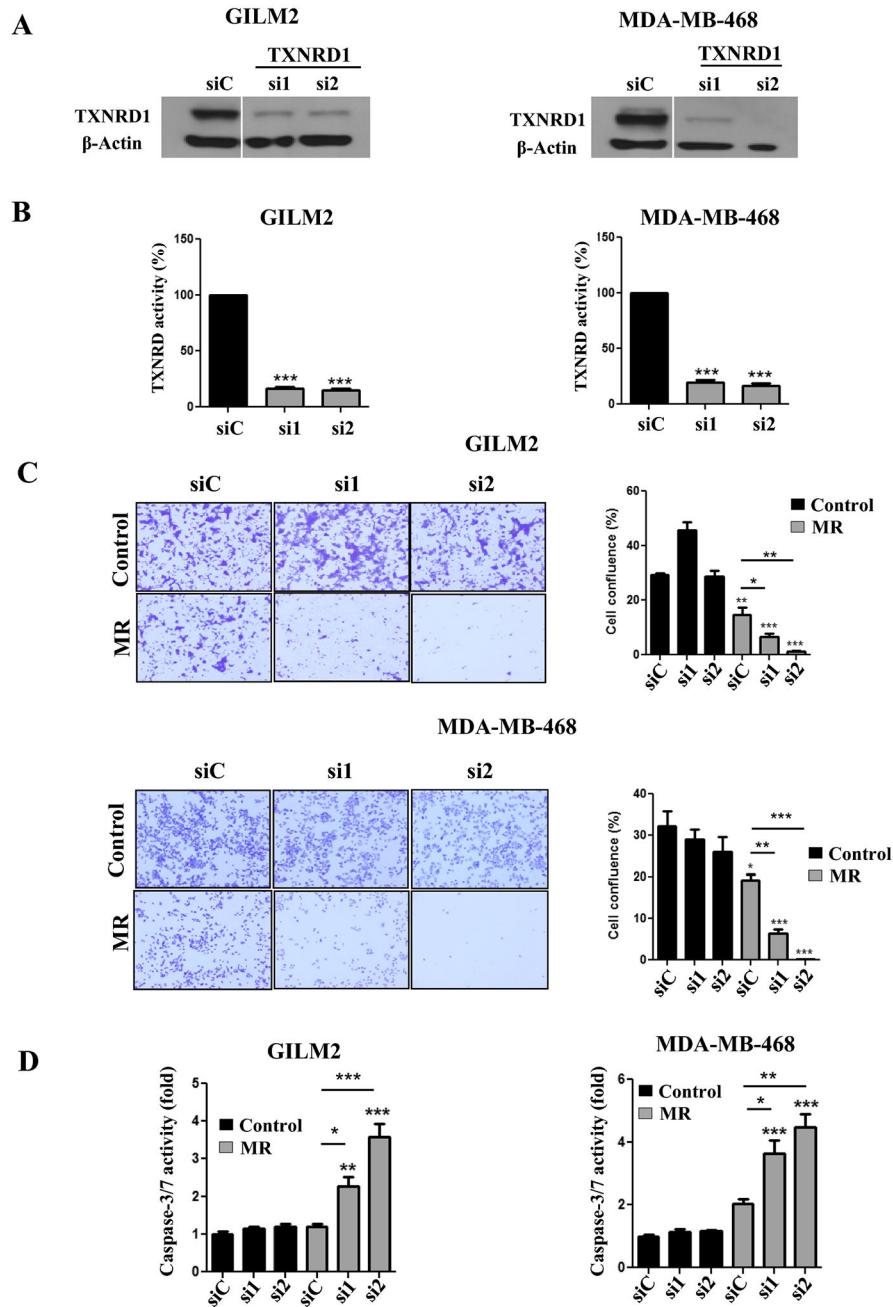 A
GILM2
MDA-MB-468
TXNRD1
TXNRD1
siC
si1
si2
siC
si1
si2
TXNRD1
β-Actin
TXNRD1
β-Actin
B
GILM2
MDA-MB-468
TXNRD activity (%)
150
100
50
0
***
***
siC
si1
si2
TXNRD activity (%)
150
100
50
0
***
***
siC
si1
si2
C
GILM2
siC
si1
si2
Control
MR
Cell confluence (%)
60
40
20
0
Control
MR
**
*
**
***
***
siC
si1
si2
siC
si1
si2
MDA-MB-468
siC
si1
si2
Control
MR
Cell confluence (%)
40
30
20
10
0
Control
MR
***
**
*
***
***
siC
si1
si2
siC
si1
si2
D
GILM2
MDA-MB-468
Caspase-3/7 activity (fold)
5
4
3
2
1
0
Control
MR
***
***
*
**
siC
si1
si2
siC
si1
si2
Caspase-3/7 activity (fold)
6
4
2
0
Control
MR
**
*
***
***
siC
si1
si2
siC
si1
si2